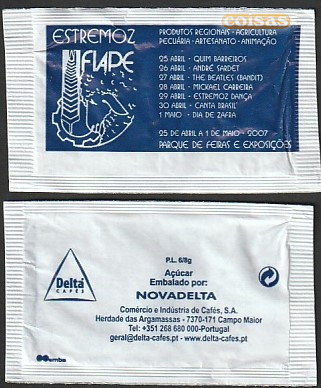 coisas
ESTREMOZ
FIAPE
PRODUTOS REGIONAIS - AGRICULTURA
PECUÁRIA - ARTESANATO - ANIMAÇÃO
25 ABRIL - QUIM BARREIROS
26 ABRIL - ANDRÉ SARDET
27 ABRIL - THE BEATLES (BANDIT)
28 ABRIL - MICKAEL CARREIRA
29 ABRIL - ESTREMOZ DANÇA
30 ABRIL - CANTA BRASIL
1 MAIO - DIA DE ZAFRA
25 DE ABRIL A 1 DE MAIO - 2007
PARQUE DE FEIRAS E EXPOSIÇÕES
Delta
CAFÉS
P.L. 6/8g
Açúcar
Embalado por:
NOVADELTA
Comércio e Indústria de Cafés, S.A.
Herdade das Argamassas - 7370-171 Campo Maior
Tel: +351 268 680 000-Portugal
geral@delta-cafes.pt - www.delta-cafes.pt
emba